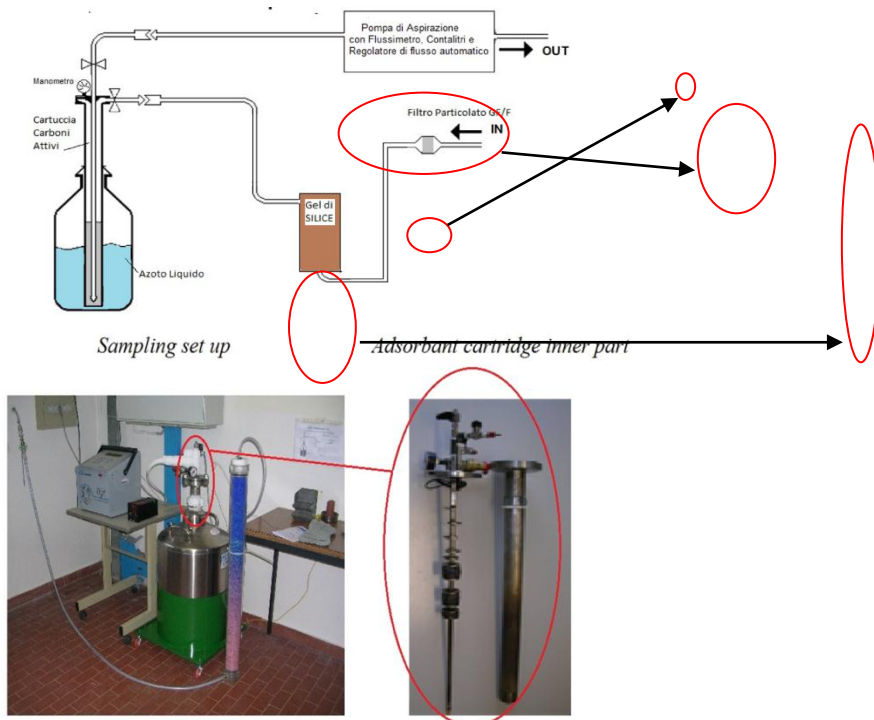 Pompa di Aspirazione
con Flussimetro, Contalitri e
Regolatore di flusso automatico
OUT
Manometro
Cartuccia
Carboni
Attivi
Filtro Particolato GF/F
IN
Gel di
SILICE
Azoto Liquido
Sampling set up
Adsorbant cartridge inner part